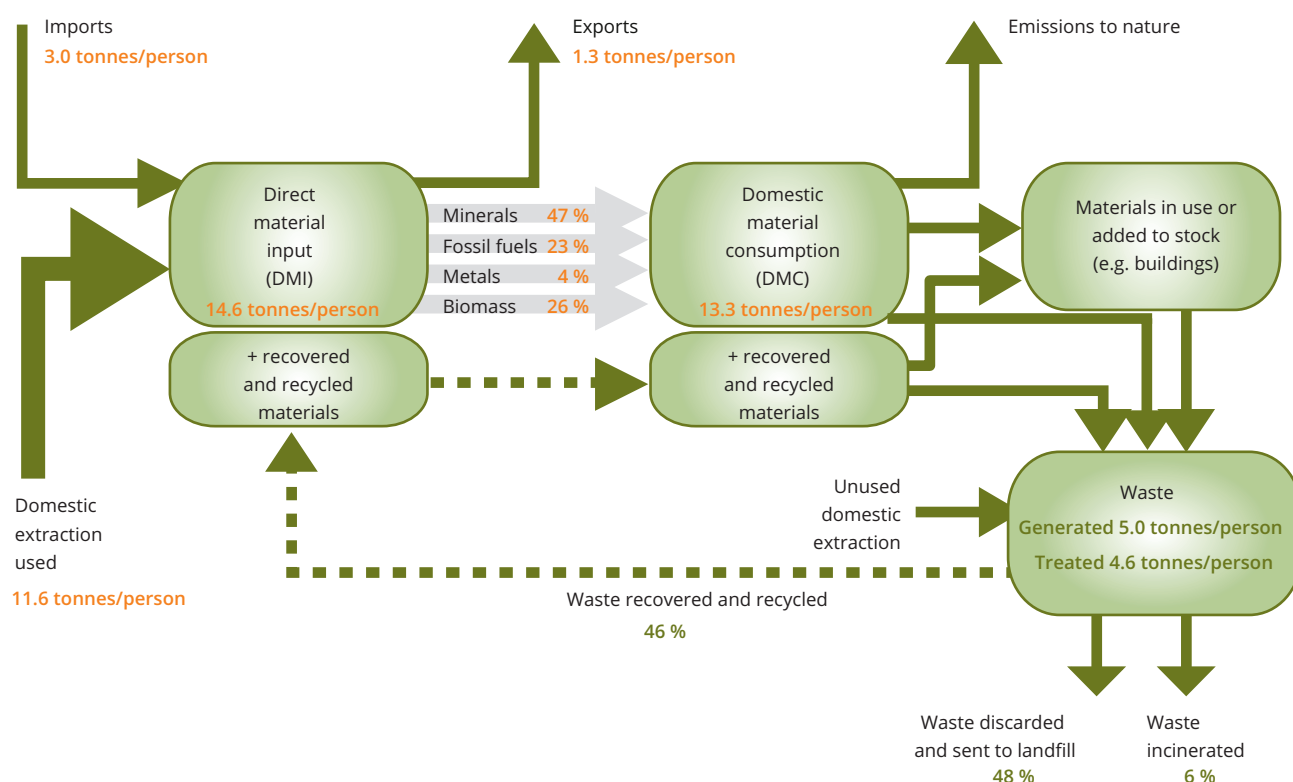 Imports
3.0 tonnes/person
Exports
1.3 tonnes/person
Emissions to nature
Direct
material
input
(DMI)
14.6 tonnes/person
Minerals 47 %
Fossil fuels 23 %
Metals 4 %
Biomass 26 %
Domestic
material
consumption
(DMC)
13.3 tonnes/person
Materials in use or
added to stock
(e.g. buildings)
+ recovered
and recycled
materials
+ recovered
and recycled
materials
Domestic
extraction
used
11.6 tonnes/person
Unused
domestic
extraction
Waste
Generated 5.0 tonnes/person
Treated 4.6 tonnes/person
Waste recovered and recycled
46 %
Waste discarded
and sent to landfill
48 %
Waste
incinerated
6 %